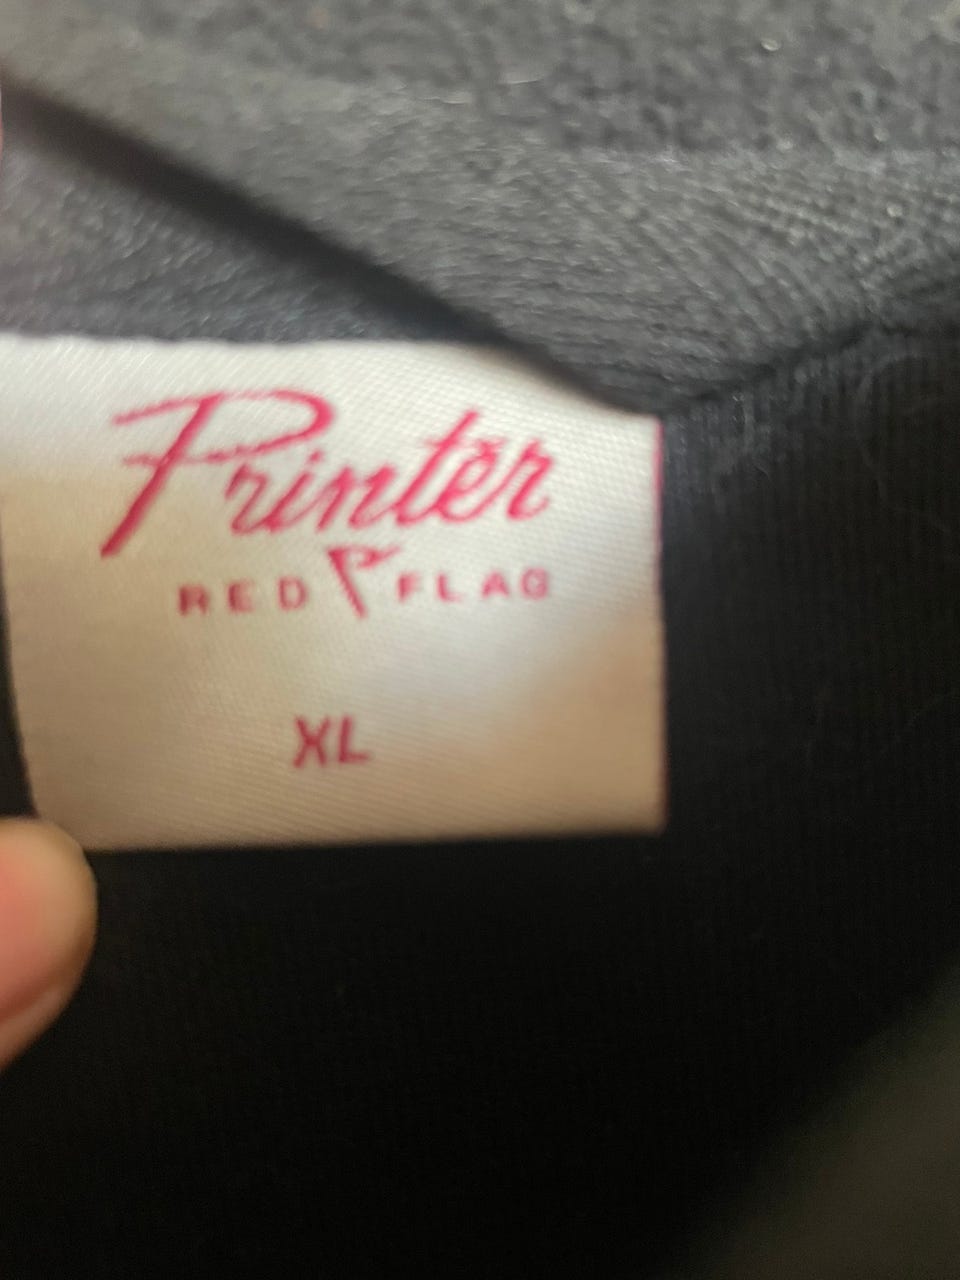 Printer
RED FLAG
XL